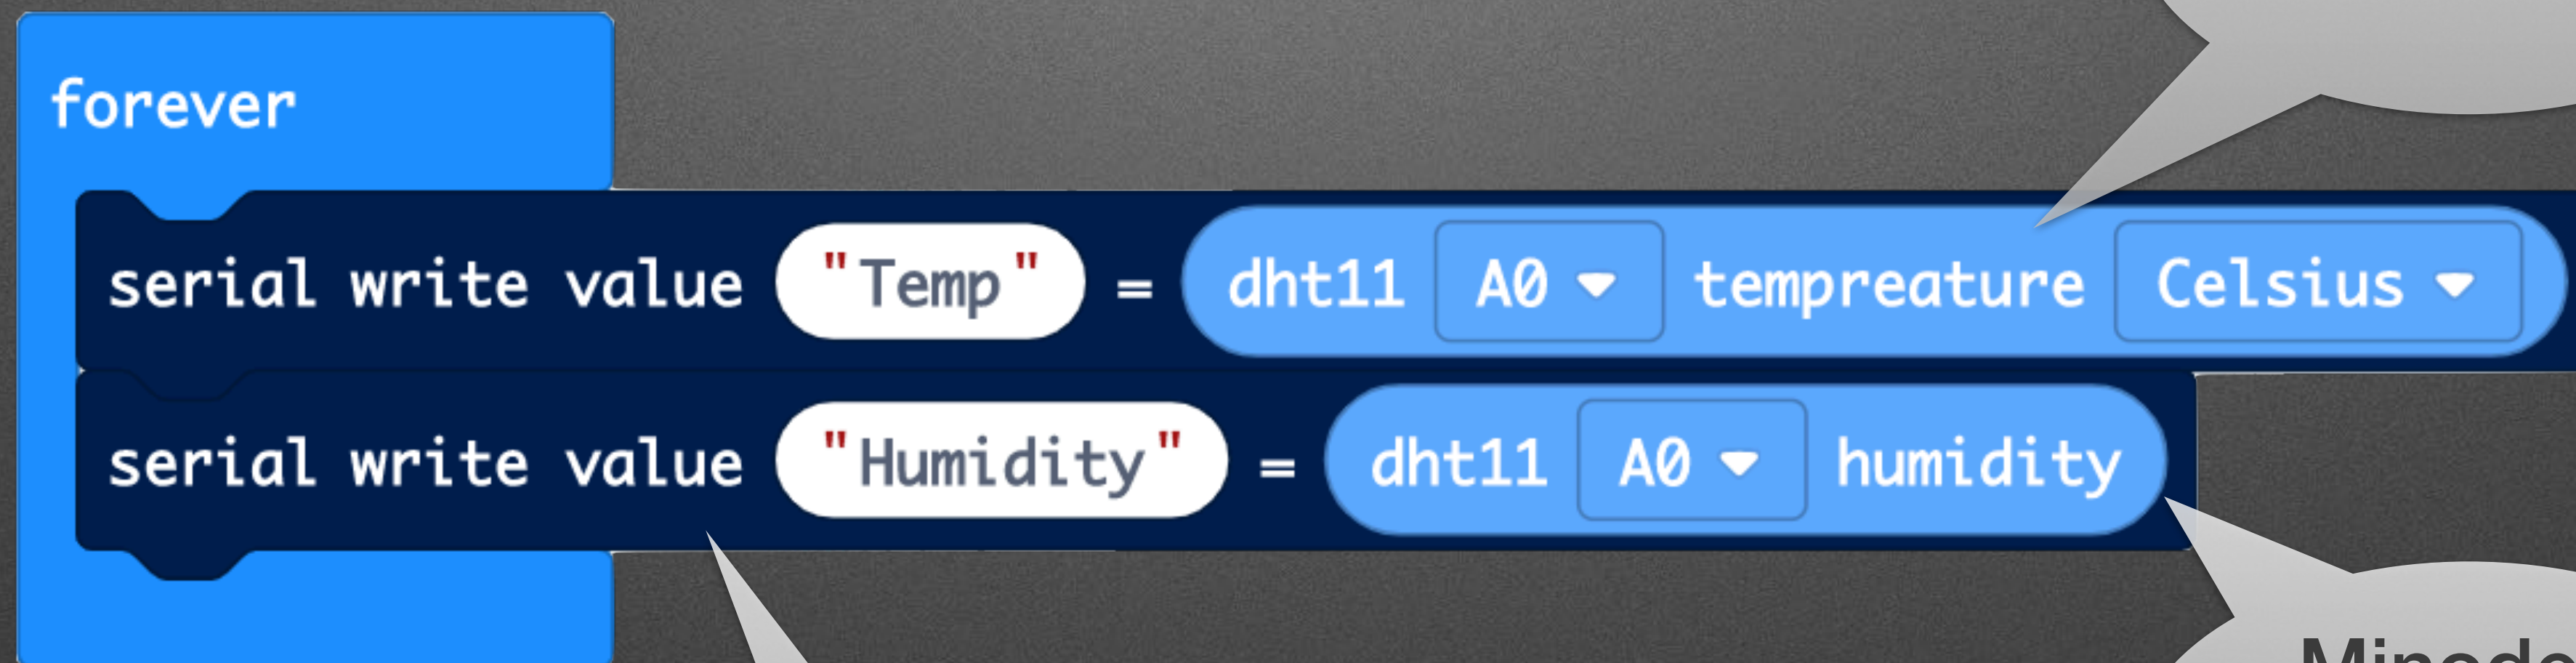 forever
serial write value "Temp" = dht11 A0 tempreature Celsius
serial write value "Humidity" = dht11 A0 humidity